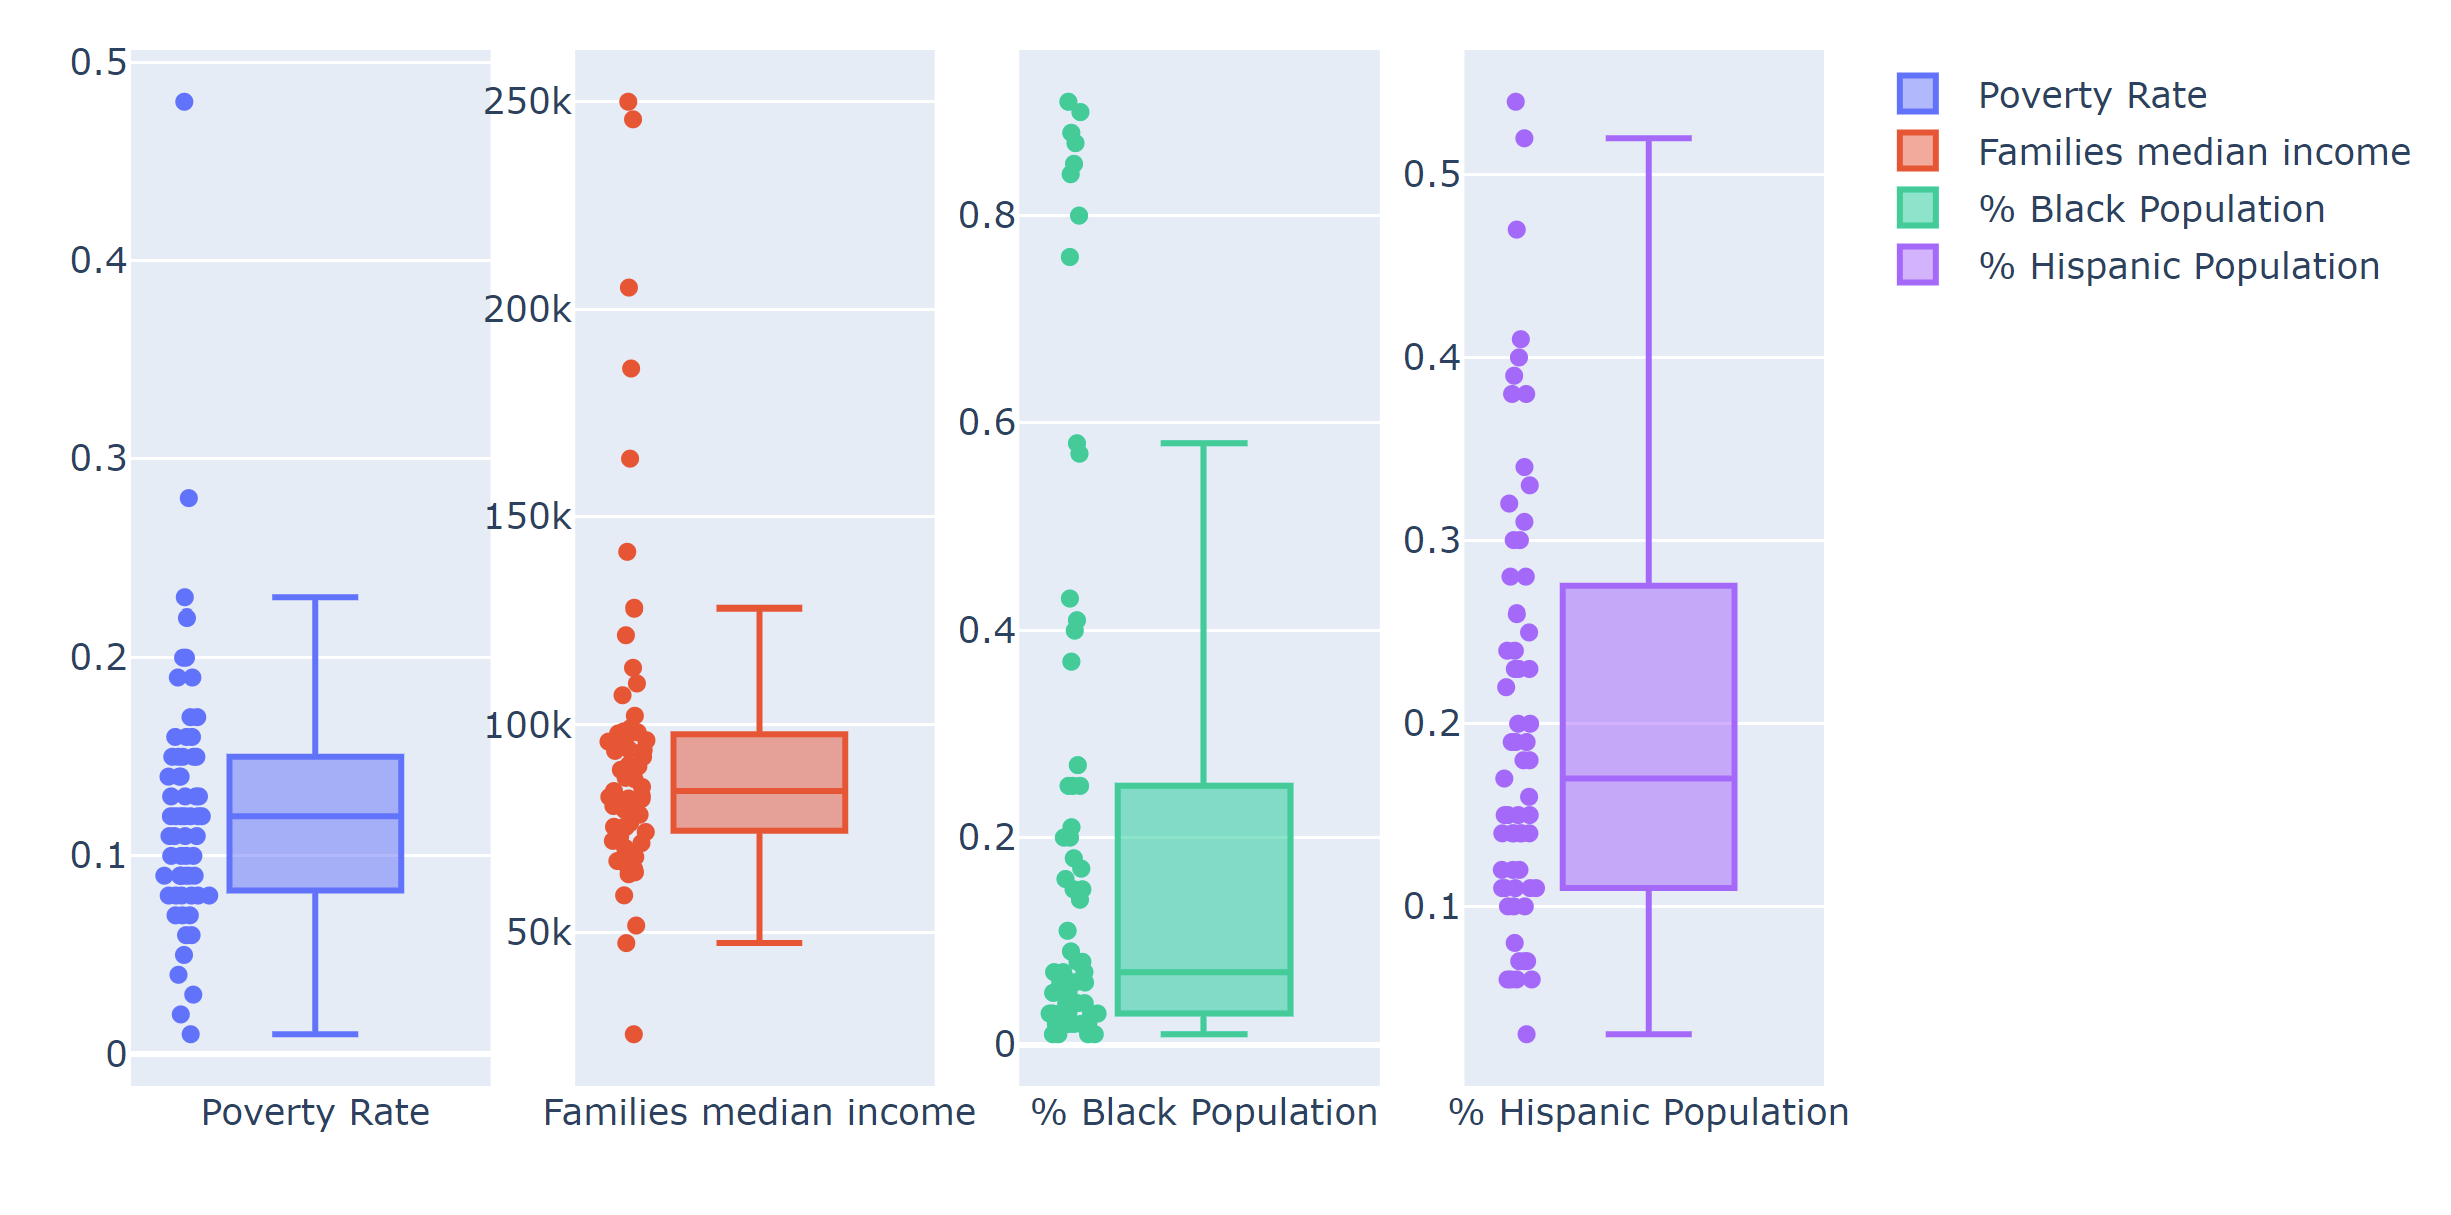 0.5
0.4
0.3
0.2
0.1
0
Poverty Rate
250k
200k
150k
100k
50k
Families median income
0.8
0.6
0.4
0.2
0
% Black Population
0.5
0.4
0.3
0.2
0.1
% Hispanic Population
Poverty Rate
Families median income
% Black Population
% Hispanic Population